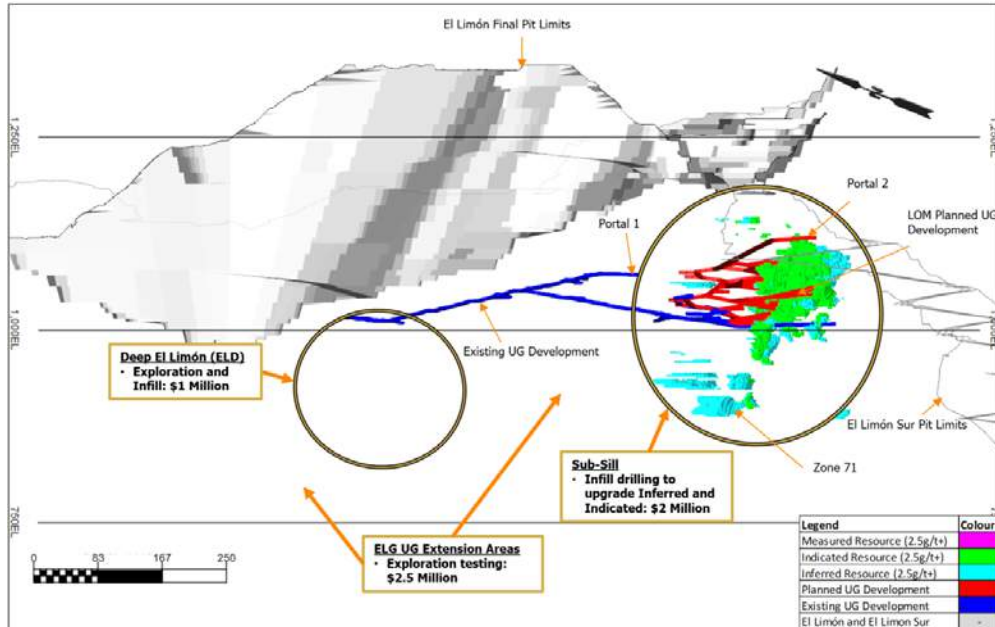 El Limón Final Pit Limits
1,250EL
Portal 2
Portal 1
LOM Planned UG
Development
1,000EL
Existing UG Development
Deep El Limón (ELD)
• Exploration and
Infill: $1 Million
El Limón Sur Pit Limits
Sub-Sill
• Infill drilling to
upgrade Inferred and
Indicated: $2 Million
Zone 71
750EL
ELG UG Extension Areas
• Exploration testing:
$2.5 Million
0 83 167 250
Legend Colour
Measured Resource (2.5g/t+)
Indicated Resource (2.5g/t+)
Inferred Resource (2.5g/t+)
Planned UG Development
Existing UG Development
El Limón and El Limon Sur -